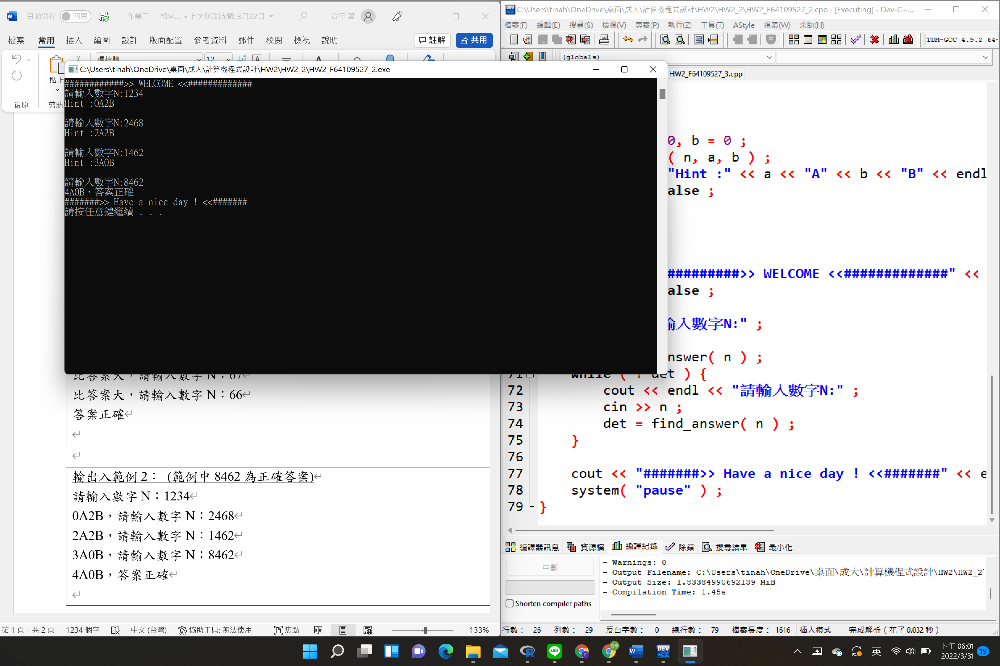 自動儲存 關閉 作業二 - 相容... • 上次修改時間: 3月22日 合亭 蕭
檔案 常用 插入 繪圖 設計 版面配置 參考資料 郵件 校閱 檢視 說明 註解 共用
標楷體 12
貼上
復原 剪貼
C:\Users\tinah\OneDrive\桌面\成大\計算機程式設計\HW2\HW2_2\HW2_F64109527_2.exe
############>> WELCOME <<#############
請輸入數字N:1234
Hint :0A2B
請輸入數字N:2468
Hint :2A2B
請輸入數字N:1462
Hint :3A0B
請輸入數字N:8462
4A0B，答案正確
#######>> Have a nice day ! <<#######
請按任意鍵繼續 . . .
比答案大，請輸入數字 N：67
比答案大，請輸入數字 N：66
答案正確
輸出入範例 2： (範例中 8462 為正確答案)
請輸入數字 N：1234
0A2B，請輸入數字 N：2468
2A2B，請輸入數字 N：1462
3A0B，請輸入數字 N：8462
4A0B，答案正確
第 1 頁，共 2 頁 1234 個字 中文 (台灣) 協助工具: 無法使用 焦點 133%
C:\Users\tinah\OneDrive\桌面\成大\計算機程式設計\HW2\HW2_2\HW2_F64109527_2.cpp - [Executing] - Dev-C+...
檔案(F) 編輯(E) 搜尋(S) 檢視(V) 專案(P) 執行(Z) 工具(T) AStyle 視窗(W) 求助(H)
TDM-GCC 4.9.2 64-
(globals)
HW2_F64109527_3.cpp
0, b = 0 ;
( n, a, b ) ;
"Hint :" << a << "A" << b << "B" << endl
alse ;
#########>> WELCOME <<#############" <<
alse ;
輸入數字N:" ;
nswer( n ) ;
71 while ( ! det ) {
72 cout << endl << "請輸入數字N:" ;
73 cin >> n ;
74 det = find_answer( n ) ;
75 }
76
77 cout << "#######>> Have a nice day ! <<#######" << e
78 system( "pause" ) ;
79 }
編譯器訊息 資源檔 編譯紀錄 除錯 搜尋結果 最小化
中斷
Shorten compiler paths
- Warnings: 0
- Output Filename: C:\Users\tinah\OneDrive\桌面\成大\計算機程式設計\HW2\HW2_2\
- Output Size: 1.83384990692139 MiB
- Compilation Time: 1.45s
行數： 26 列數： 29 反白字數： 0 總行數： 79 檔案長度： 1616 插入模式 完成解析 ( 花了 0.032 秒 )
英 下午 06:01
2022/3/31 19